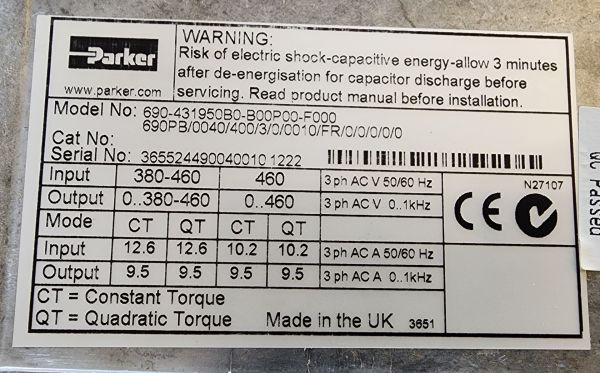 Parker
www.parker.com
WARNING:
Risk of electric shock-capacitive energy-allow 3 minutes
after de-energisation for capacitor discharge before
servicing. Read product manual before installation.
Model No: 690-431950B0-B00P00-F000
690PB/0040/400/3/0/0010/FR/0/0/0/0/0
Cat No:
Serial No: 3655244900400101222
Input 380-460 460 3 ph AC V 50/60 Hz
Output 0..380-460 0..460 3 ph AC V 0..1kHz
Mode CT QT CT QT
Input 12.6 12.6 10.2 10.2 3 ph AC A 50/60 Hz
Output 9.5 9.5 9.5 9.5 3 ph AC A 0..1kHz
CT = Constant Torque
QT = Quadratic Torque Made in the UK 3651
CE N27107
QC Passed